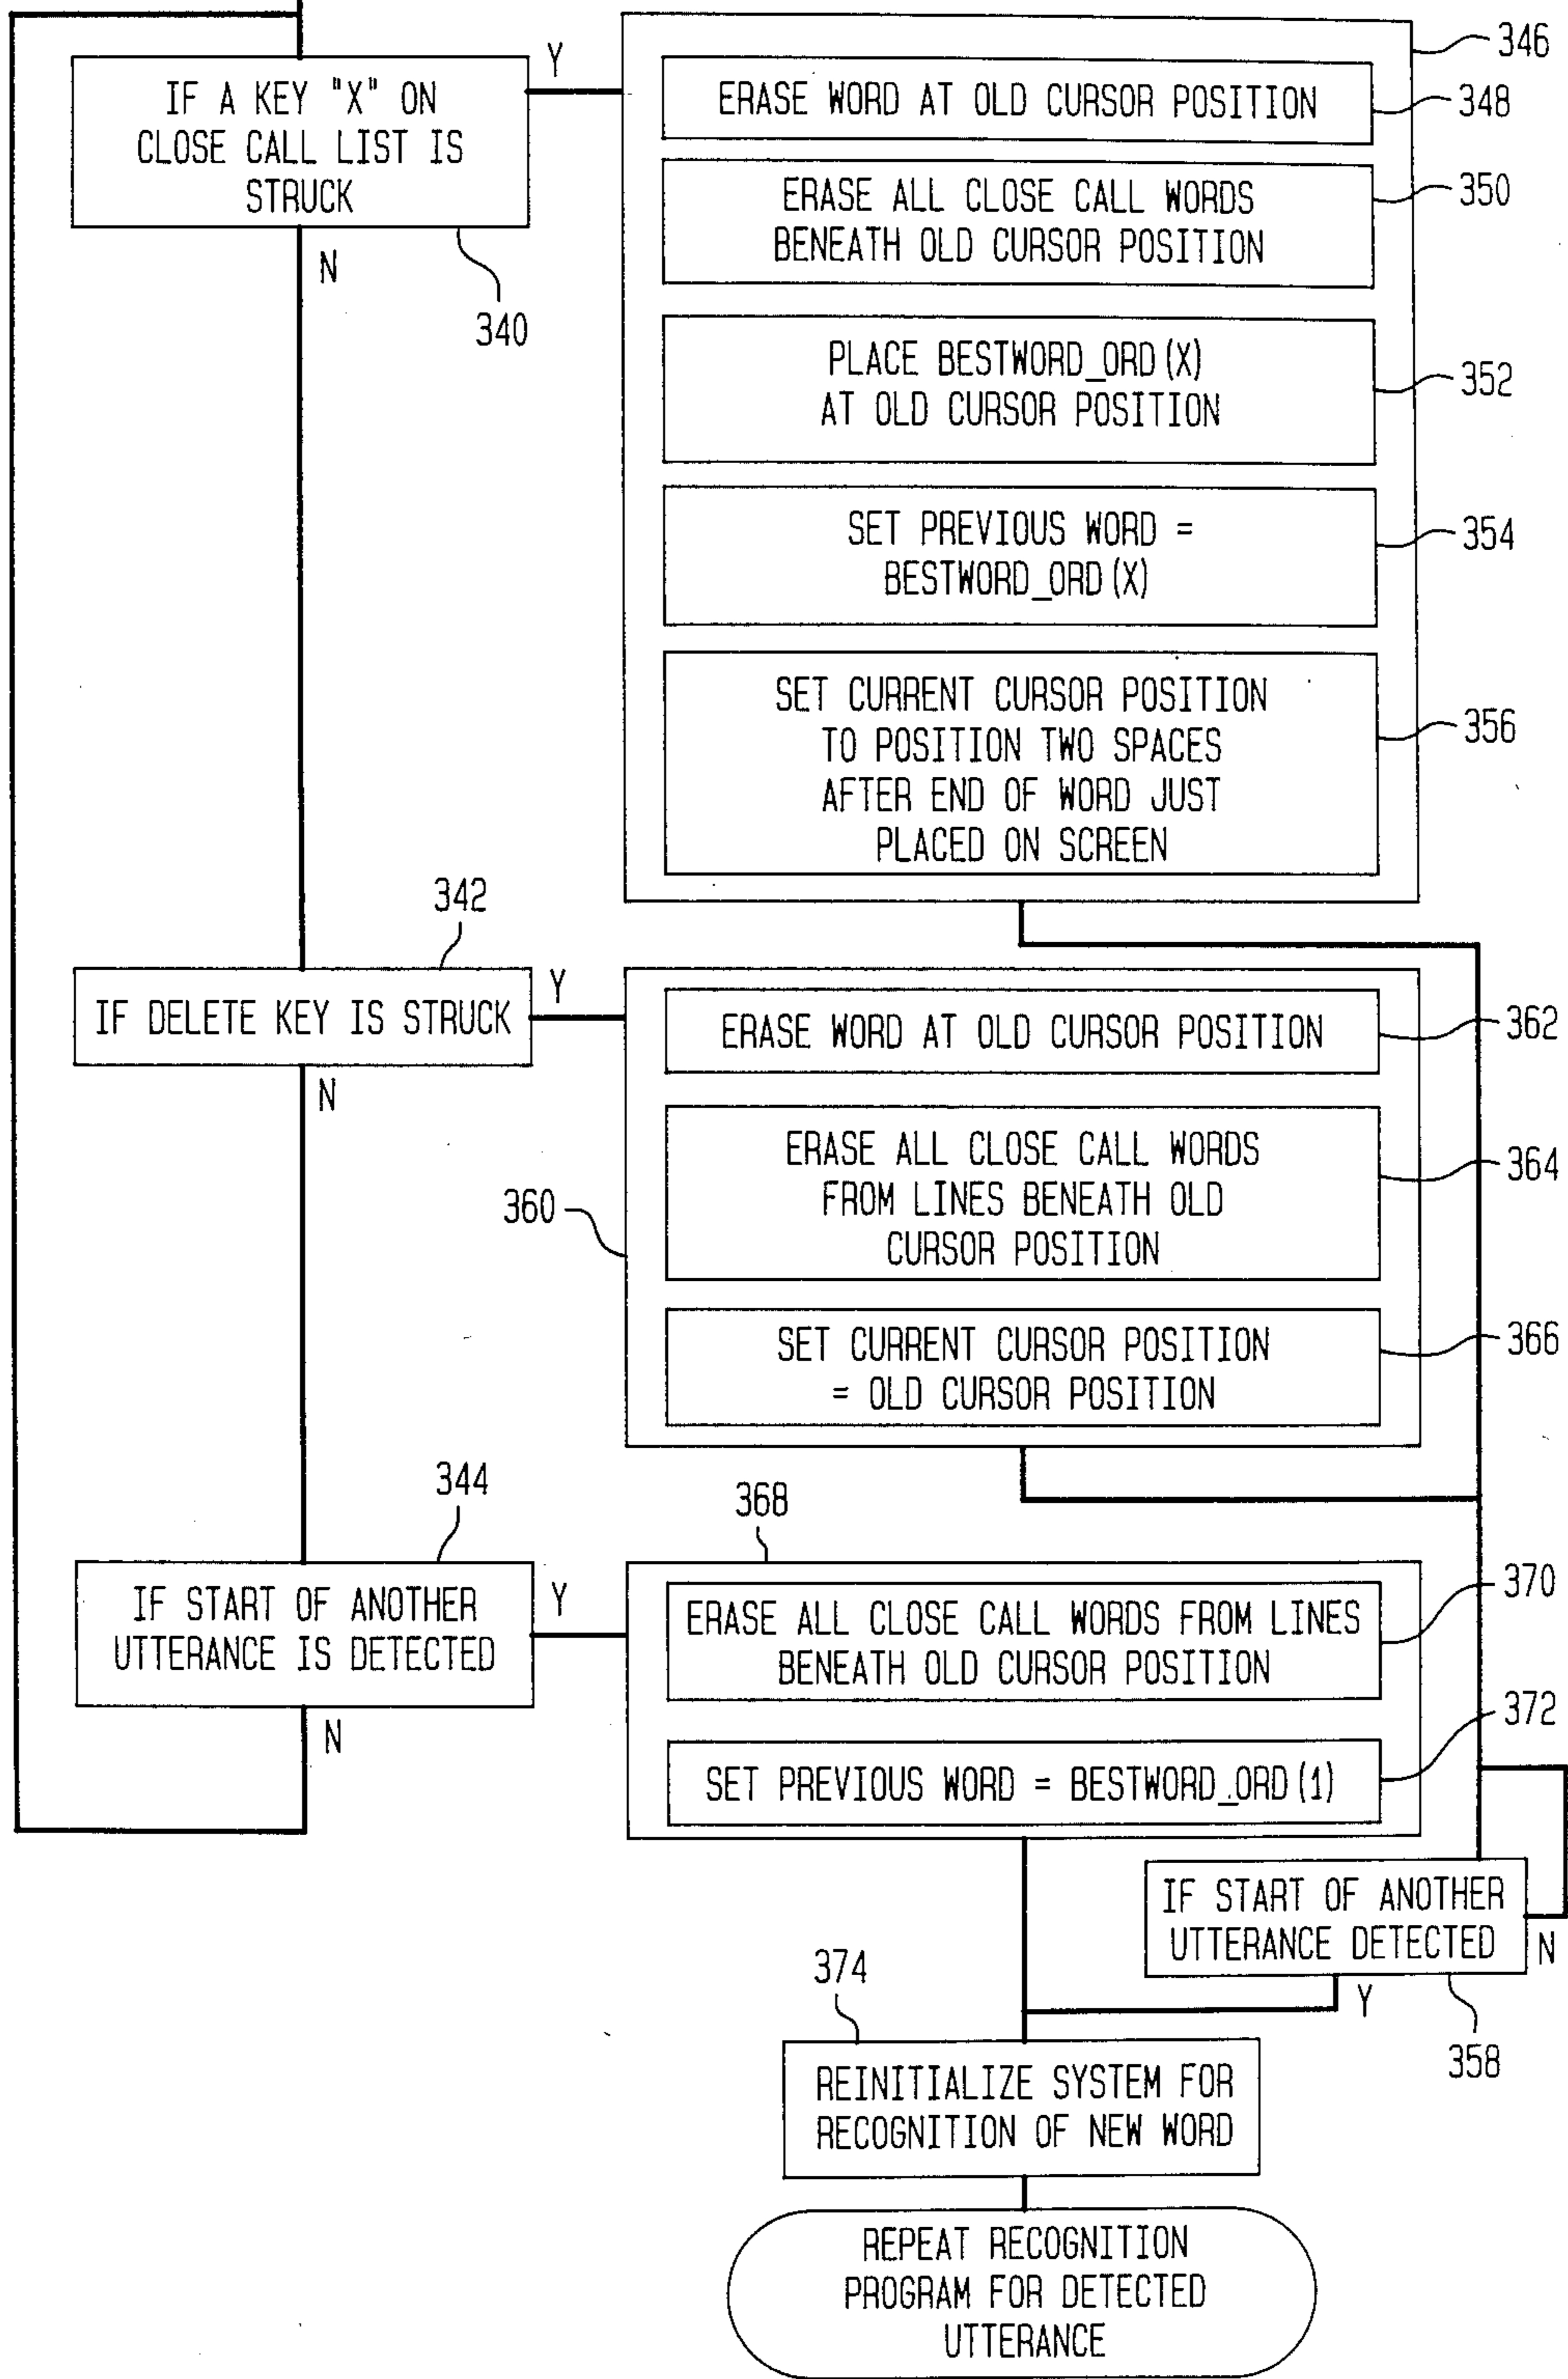 IF A KEY "X" ON
CLOSE CALL LIST IS
STRUCK
Y
N
340
346
ERASE WORD AT OLD CURSOR POSITION
348
ERASE ALL CLOSE CALL WORDS
BENEATH OLD CURSOR POSITION
350
PLACE BESTWORD_ORD(X)
AT OLD CURSOR POSITION
352
SET PREVIOUS WORD =
BESTWORD_ORD(X)
354
SET CURRENT CURSOR POSITION
TO POSITION TWO SPACES
AFTER END OF WORD JUST
PLACED ON SCREEN
356
342
IF DELETE KEY IS STRUCK
Y
N
360
ERASE WORD AT OLD CURSOR POSITION
362
ERASE ALL CLOSE CALL WORDS
FROM LINES BENEATH OLD
CURSOR POSITION
364
SET CURRENT CURSOR POSITION
= OLD CURSOR POSITION
366
344
IF START OF ANOTHER
UTTERANCE IS DETECTED
Y
N
368
ERASE ALL CLOSE CALL WORDS FROM LINES
BENEATH OLD CURSOR POSITION
370
SET PREVIOUS WORD = BESTWORD_ORD(1)
372
IF START OF ANOTHER
UTTERANCE DETECTED
N
Y
358
374
REINITIALIZE SYSTEM FOR
RECOGNITION OF NEW WORD
REPEAT RECOGNITION
PROGRAM FOR DETECTED
UTTERANCE